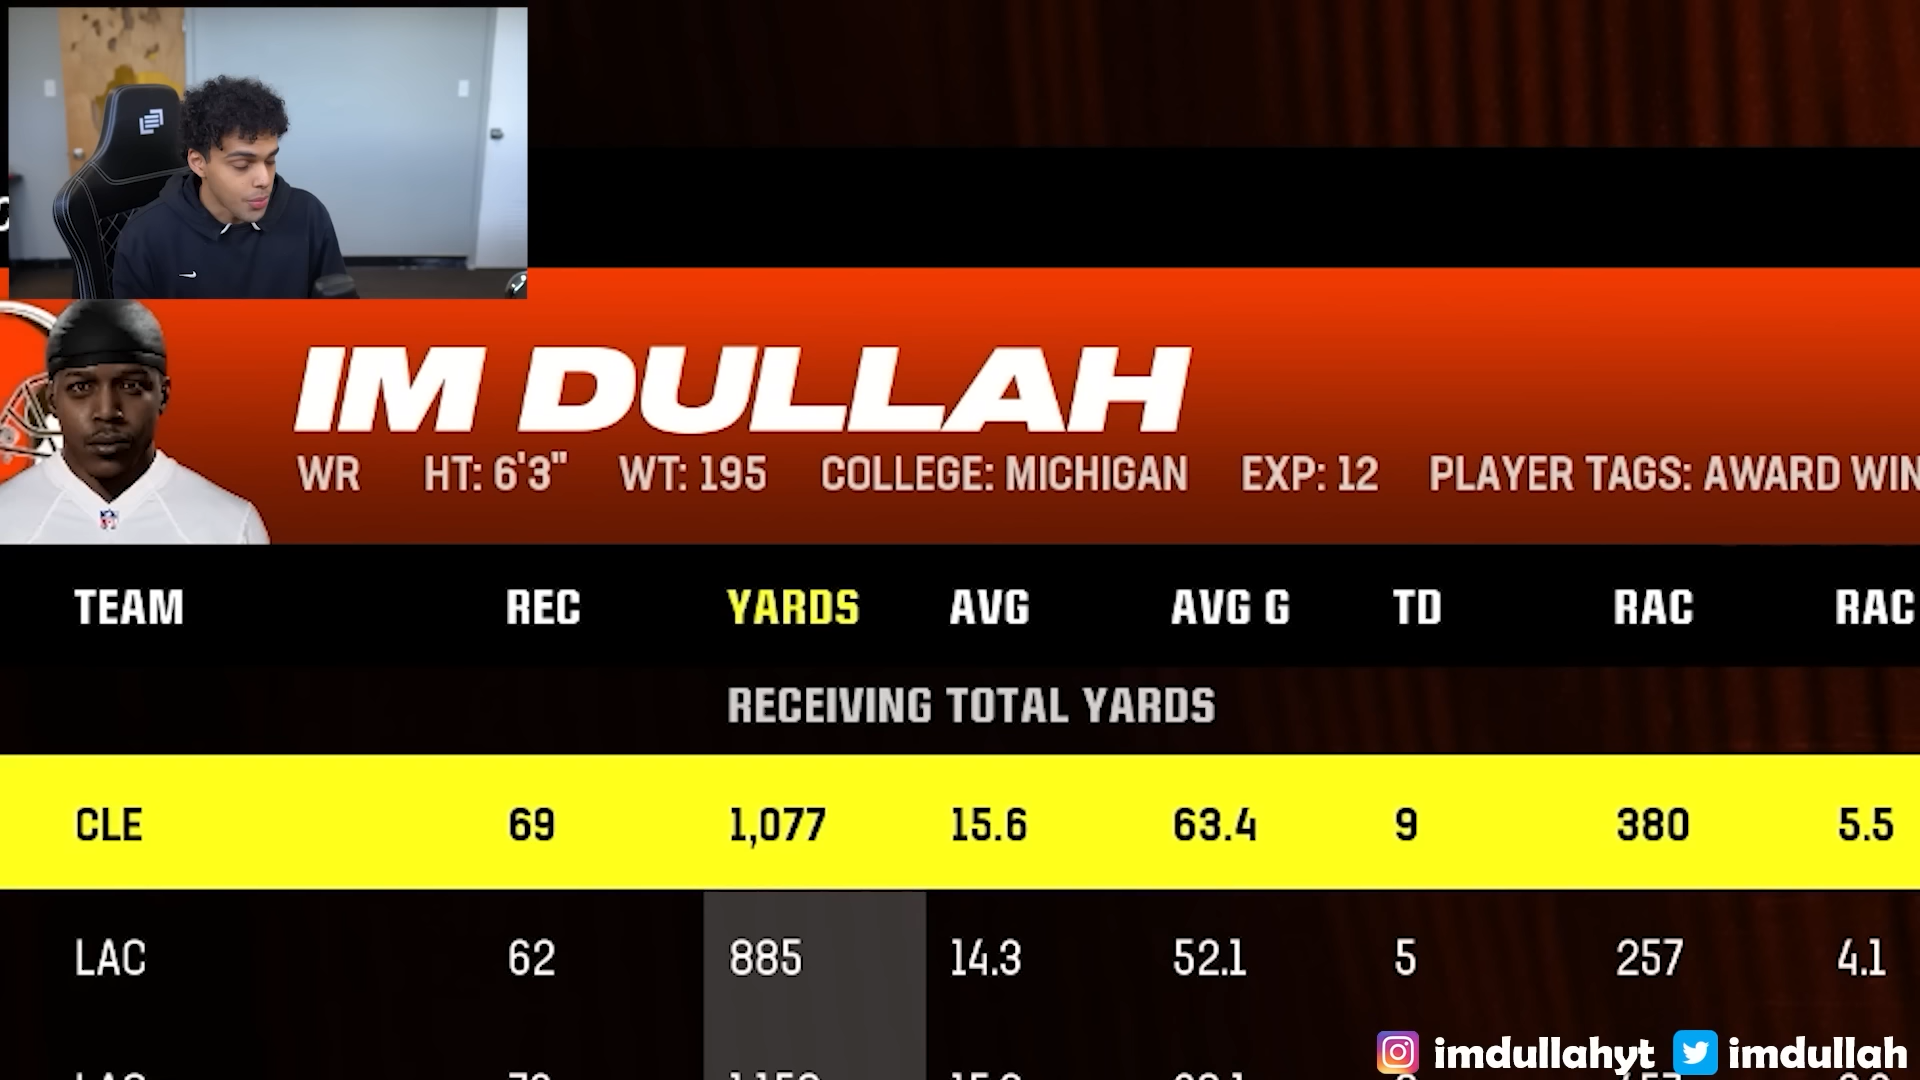 IM DULLAH
WR HT: 6'3" WT: 195 COLLEGE: MICHIGAN EXP: 12 PLAYER TAGS: AWARD WIN
TEAM REC YARDS AVG AVG G TD RAC RAC
RECEIVING TOTAL YARDS
CLE 69 1,077 15.6 63.4 9 380 5.5
LAC 62 885 14.3 52.1 5 257 4.1
imdullahyt imdullah